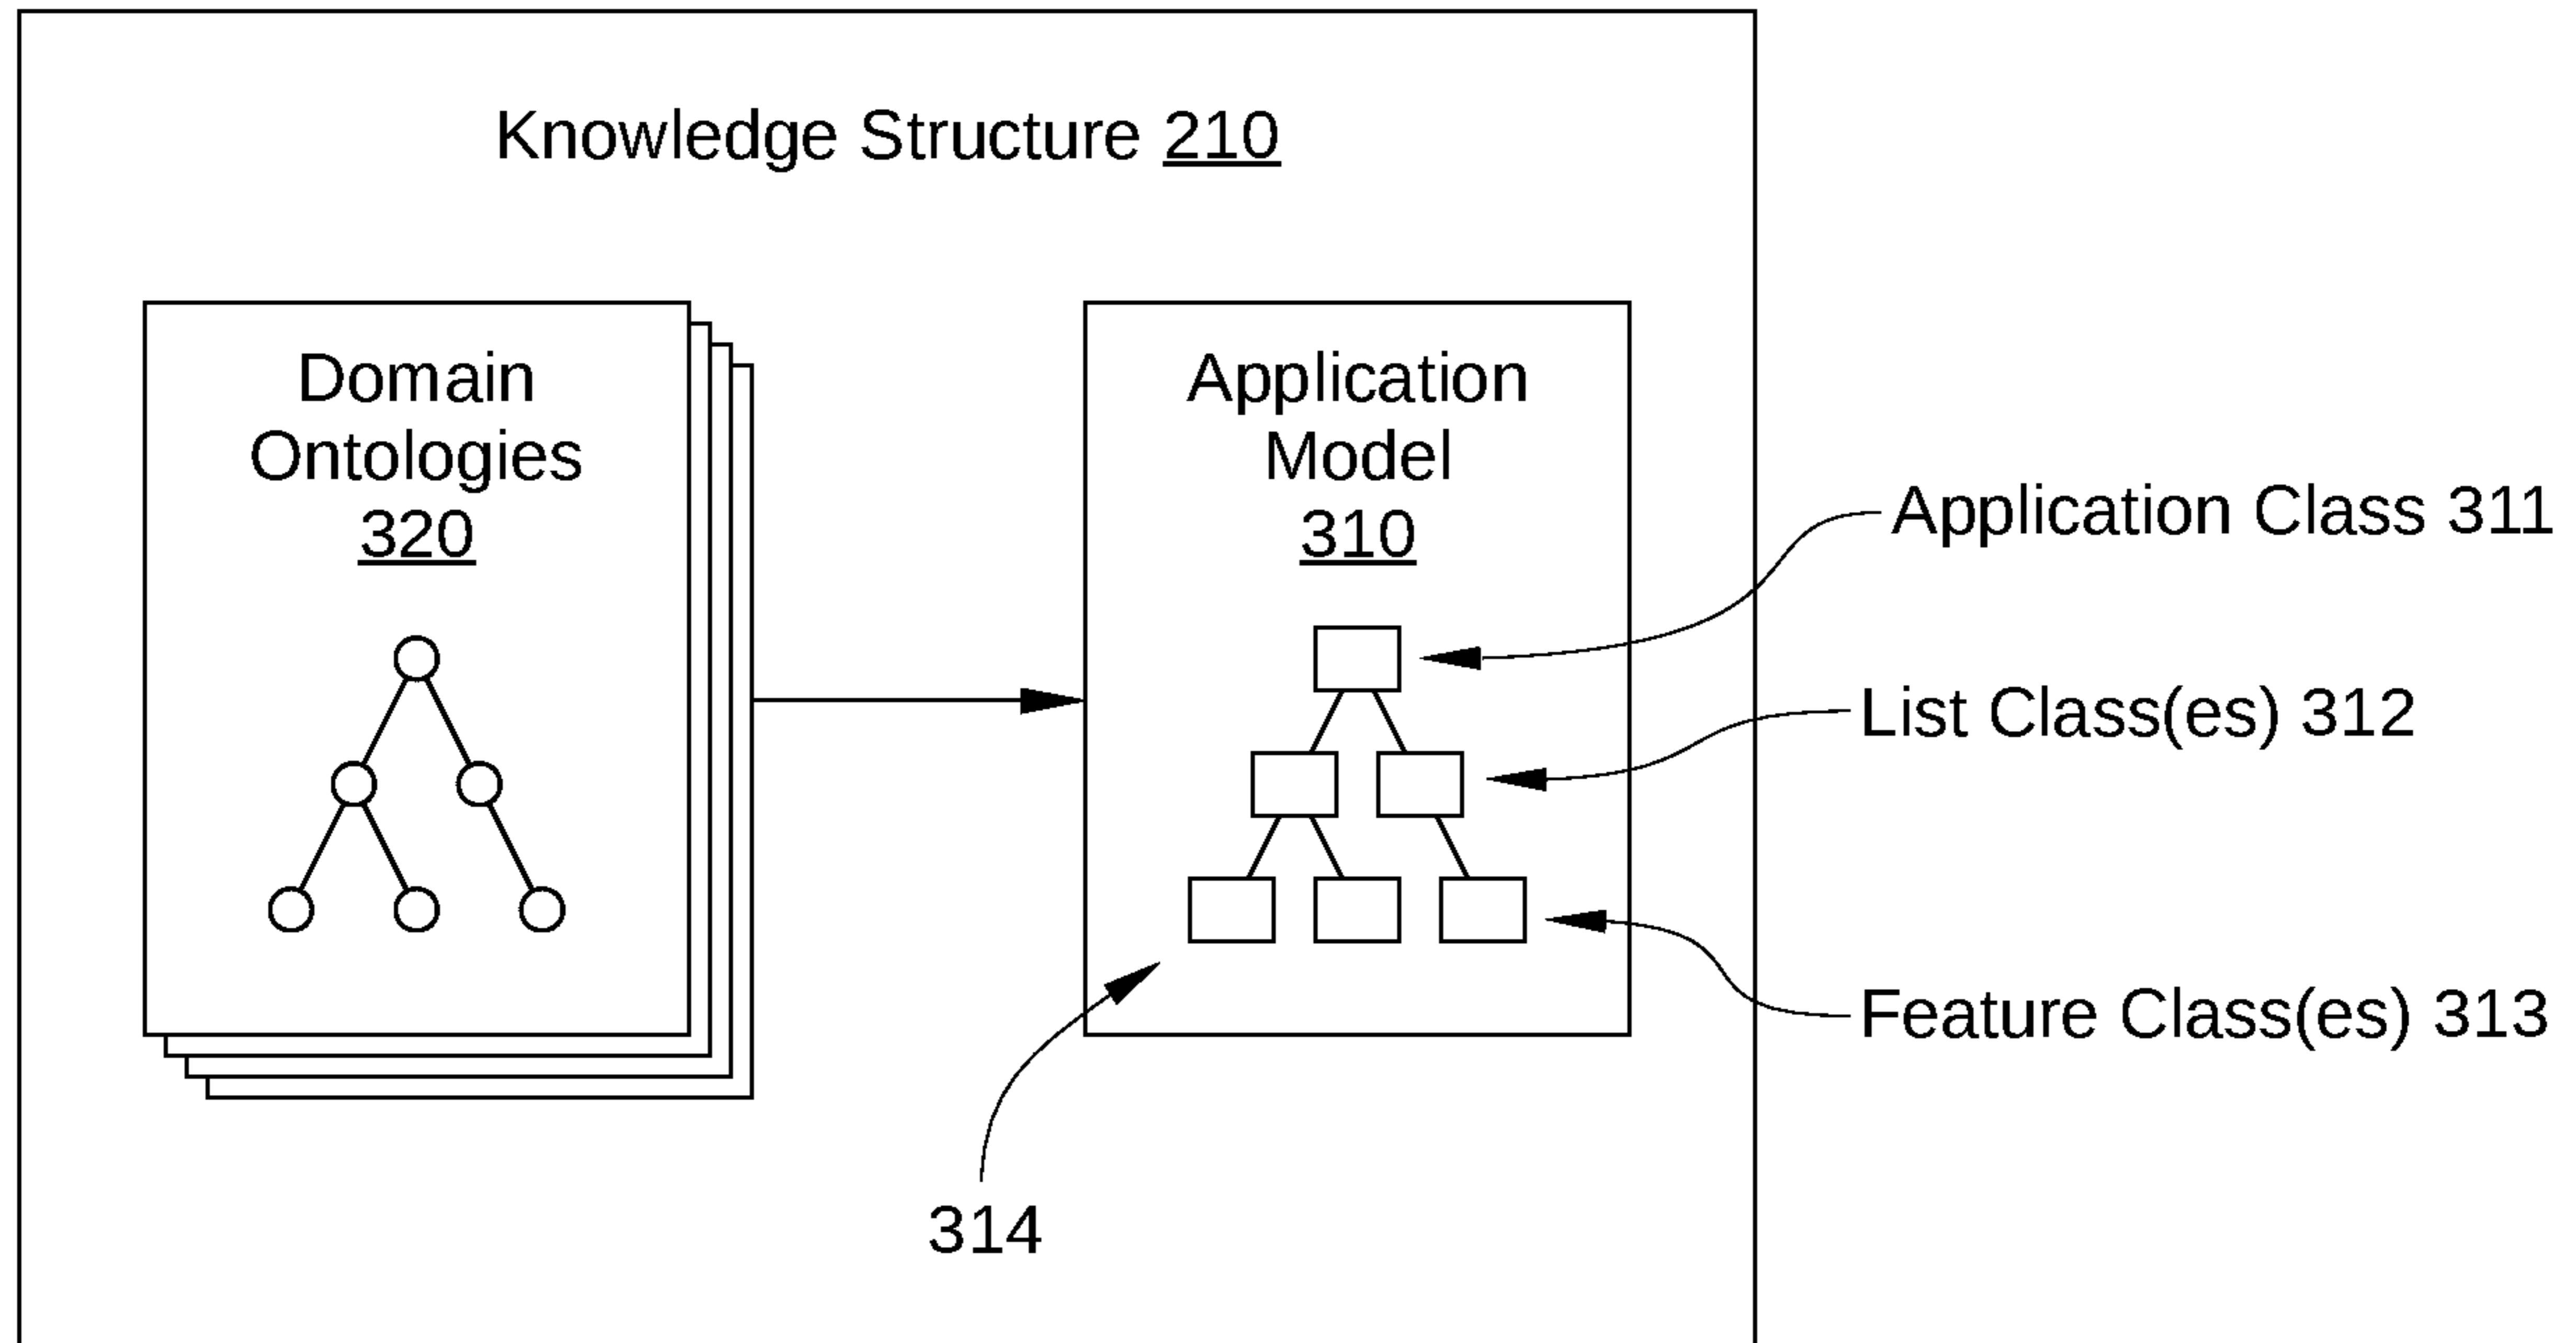 Knowledge Structure 210
Domain
Ontologies
320
Application
Model
310
Application Class 311
List Class(es) 312
Feature Class(es) 313
314